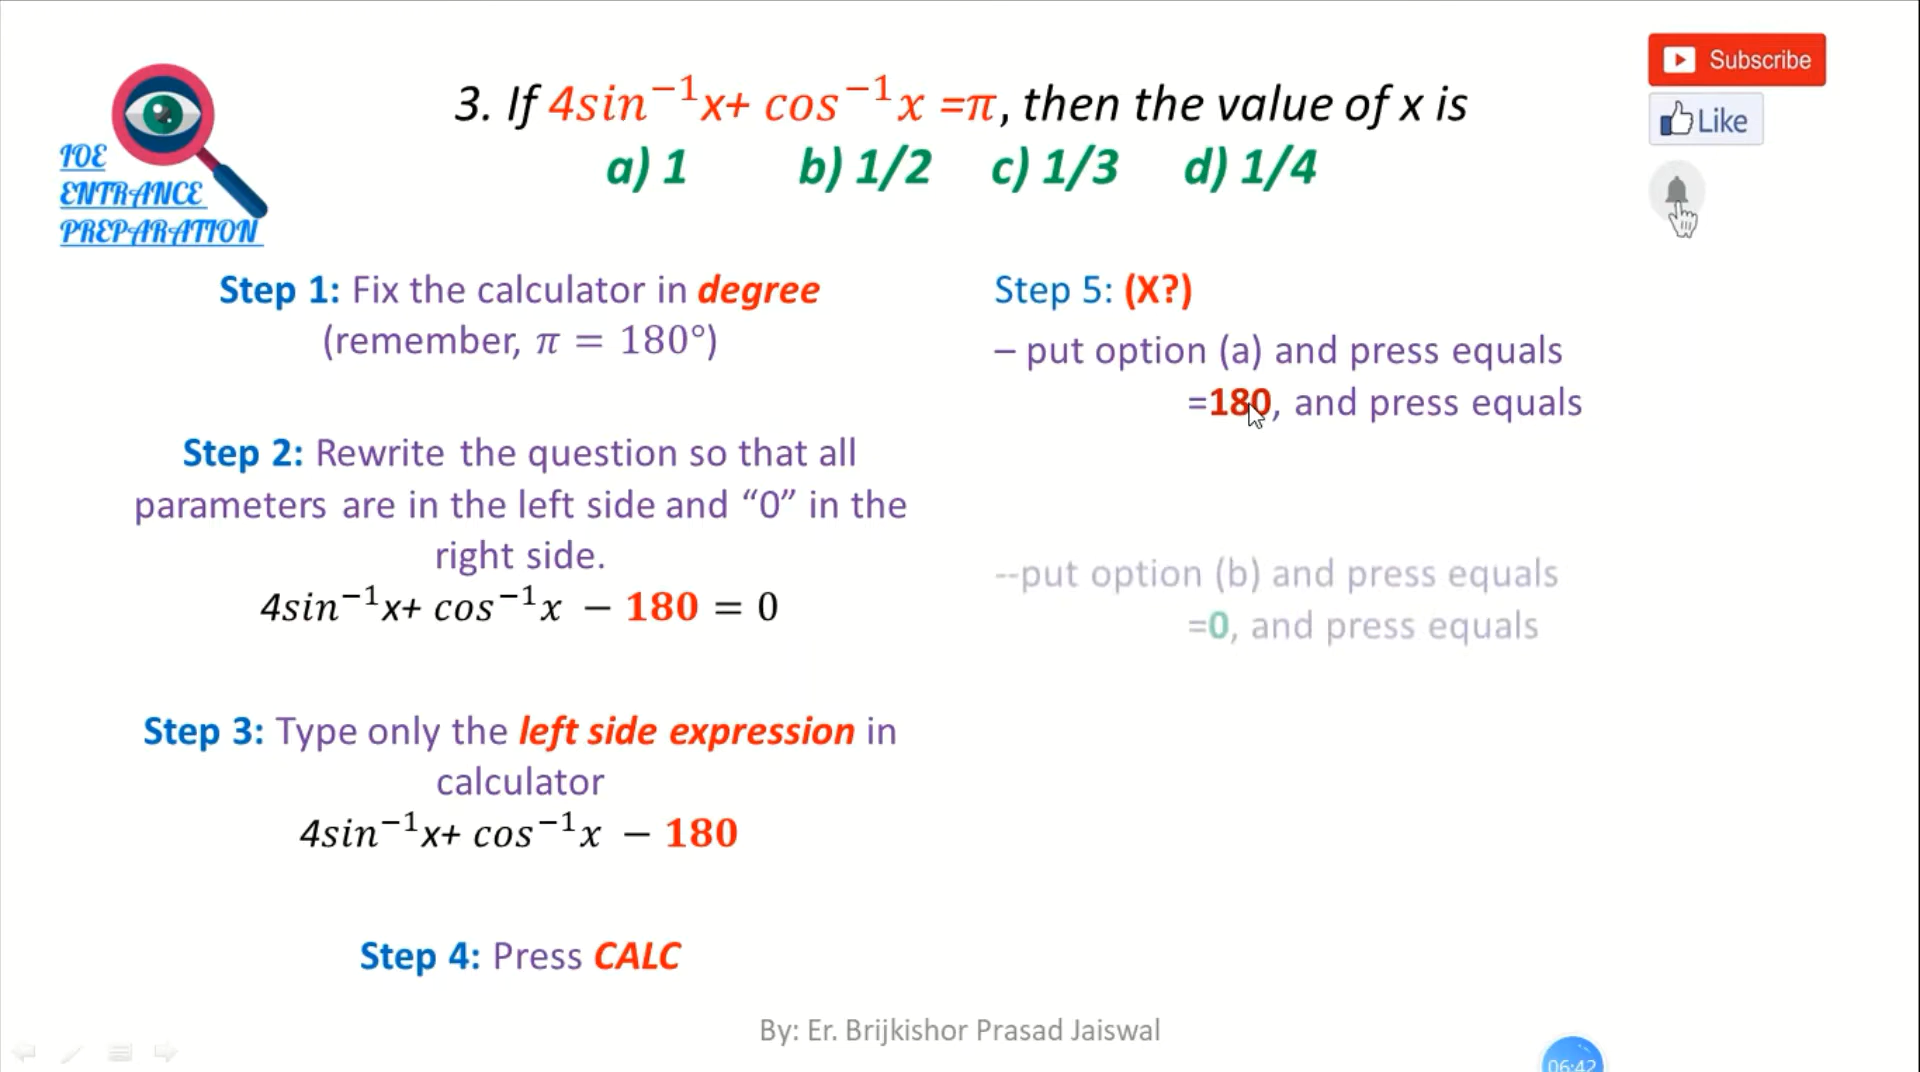 IOE
ENTRANCE
PREPARATION
3. If 4sin⁻¹x+ cos⁻¹x =π, then the value of x is
a) 1 b) 1/2 c) 1/3 d) 1/4
Subscribe
Like
Step 1: Fix the calculator in degree
(remember, π = 180°)
Step 2: Rewrite the question so that all
parameters are in the left side and “0” in the
right side.
4sin⁻¹x+ cos⁻¹x − 180 = 0
Step 3: Type only the left side expression in
calculator
4sin⁻¹x+ cos⁻¹x − 180
Step 4: Press CALC
Step 5: (X?)
– put option (a) and press equals
=180, and press equals
--put option (b) and press equals
=0, and press equals
By: Er. Brijkishor Prasad Jaiswal
06:42